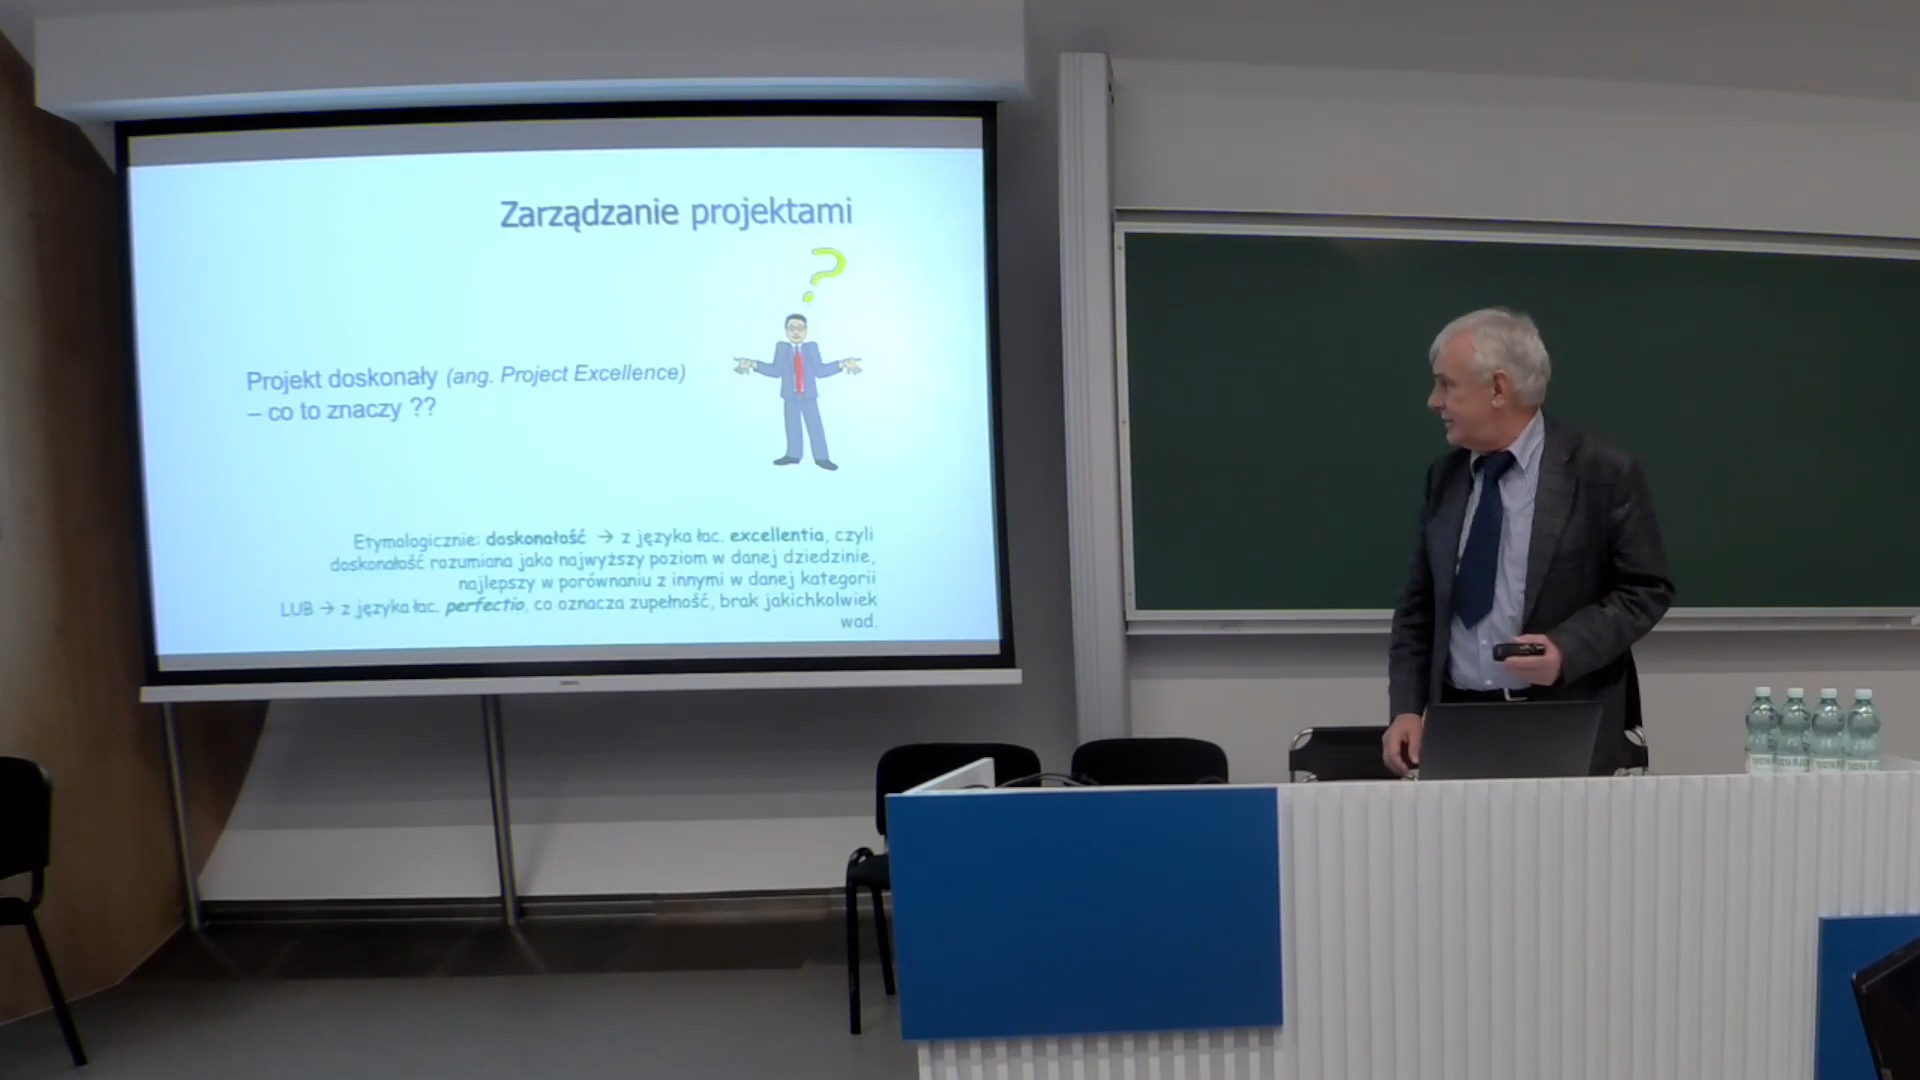 Zarządzanie projektami
?
Projekt doskonały (ang. Project Excellence)
– co to znaczy ??
Etymologicznie: doskonałość → z języka łac. excellentia, czyli
doskonałość rozumiana jako najwyższy poziom w danej dziedzinie,
najlepszy w porównaniu z innymi w danej kategorii
LUB → z języka łac. perfectio, co oznacza zupełność, brak jakichkolwiek
wad.